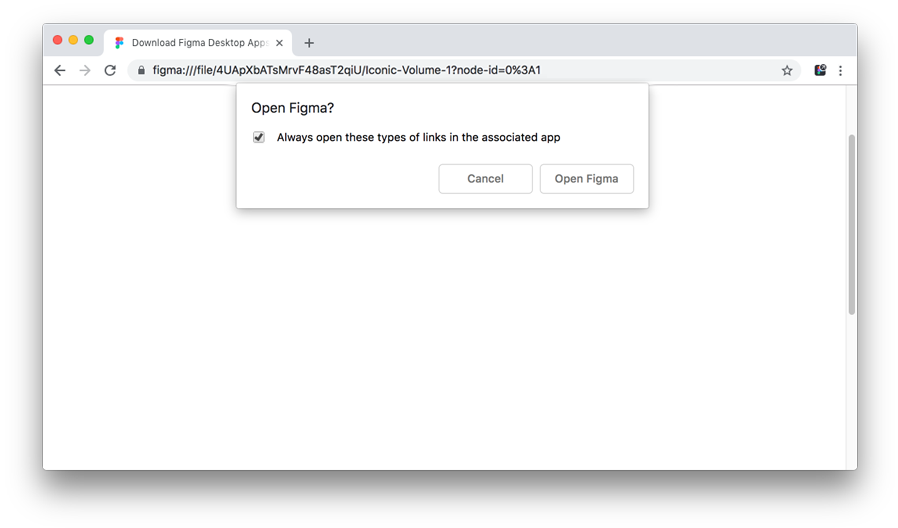 Download Figma Desktop Apps
figma:///file/4UApXbATsMrvF48asT2qiU/Iconic-Volume-1?node-id=0%3A1
Open Figma?
Always open these types of links in the associated app
Cancel
Open Figma